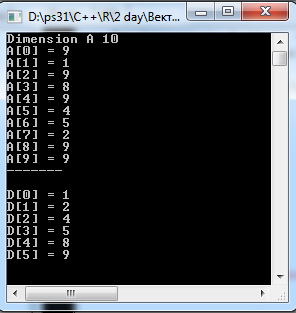 D:\ps31\C++\R\2 day\Вект...
Dimension A 10
A[0] = 9
A[1] = 1
A[2] = 9
A[3] = 8
A[4] = 9
A[5] = 4
A[6] = 5
A[7] = 2
A[8] = 9
A[9] = 9
-------
D[0] = 1
D[1] = 2
D[2] = 4
D[3] = 5
D[4] = 8
D[5] = 9